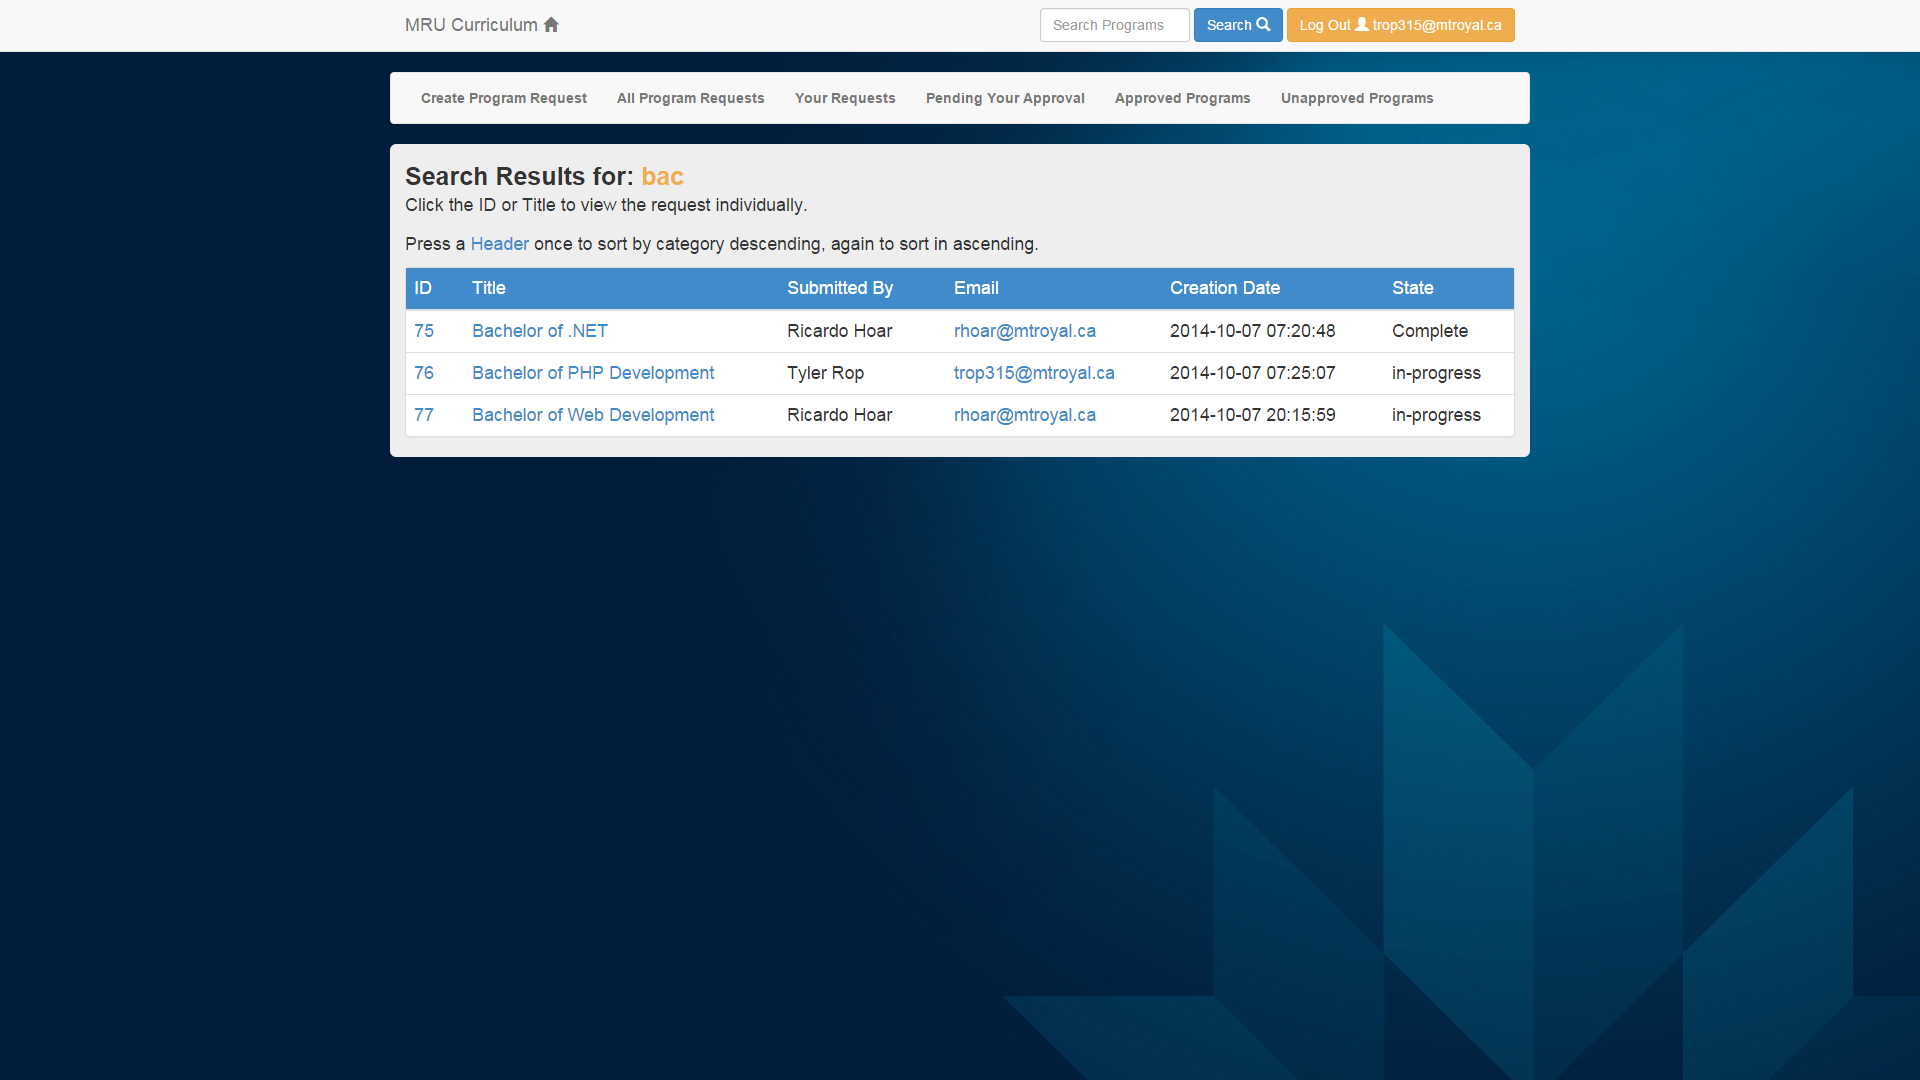 MRU Curriculum
Search Programs
Search
Log Out trop315@mtroyal.ca
Create Program Request All Program Requests Your Requests Pending Your Approval Approved Programs Unapproved Programs
Search Results for: bac
Click the ID or Title to view the request individually.
Press a Header once to sort by category descending, again to sort in ascending.
ID Title Submitted By Email Creation Date State
75 Bachelor of .NET Ricardo Hoar rhoar@mtroyal.ca 2014-10-07 07:20:48 Complete
76 Bachelor of PHP Development Tyler Rop trop315@mtroyal.ca 2014-10-07 07:25:07 in-progress
77 Bachelor of Web Development Ricardo Hoar rhoar@mtroyal.ca 2014-10-07 20:15:59 in-progress